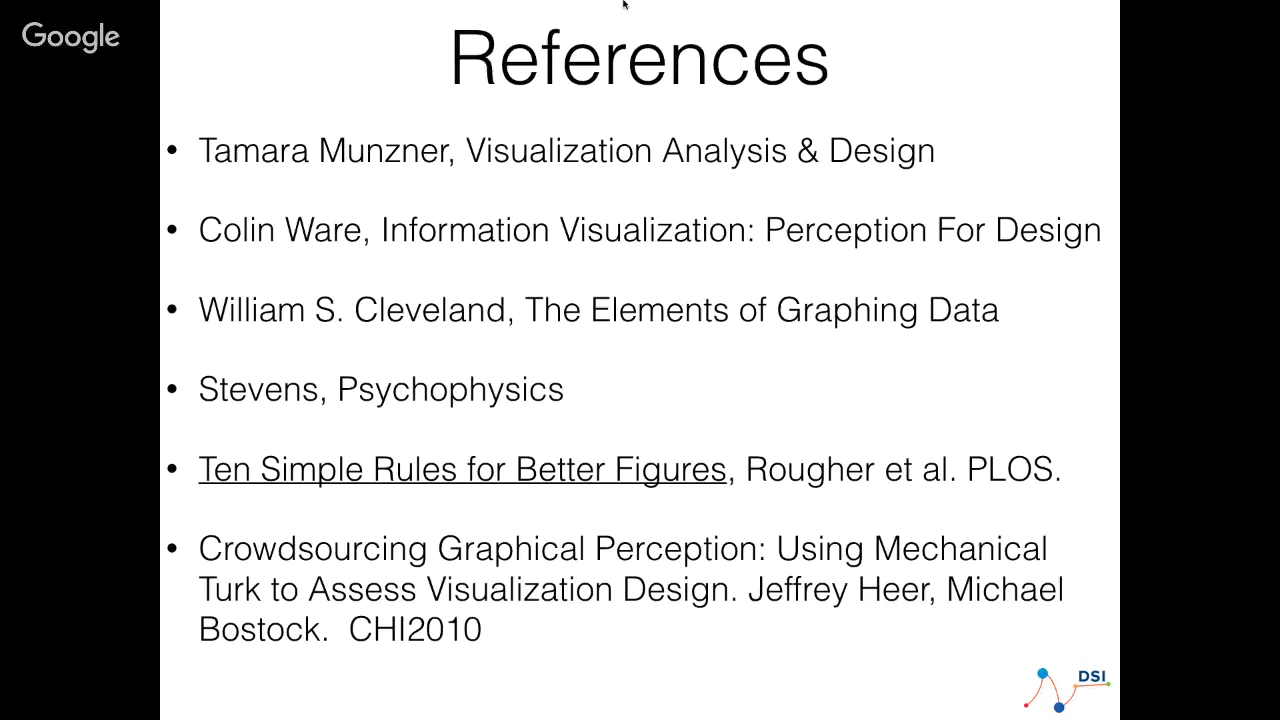 Google
References
• Tamara Munzner, Visualization Analysis & Design
• Colin Ware, Information Visualization: Perception For Design
• William S. Cleveland, The Elements of Graphing Data
• Stevens, Psychophysics
• Ten Simple Rules for Better Figures, Rougher et al. PLOS.
• Crowdsourcing Graphical Perception: Using Mechanical
Turk to Assess Visualization Design. Jeffrey Heer, Michael
Bostock.  CHI2010
DSI